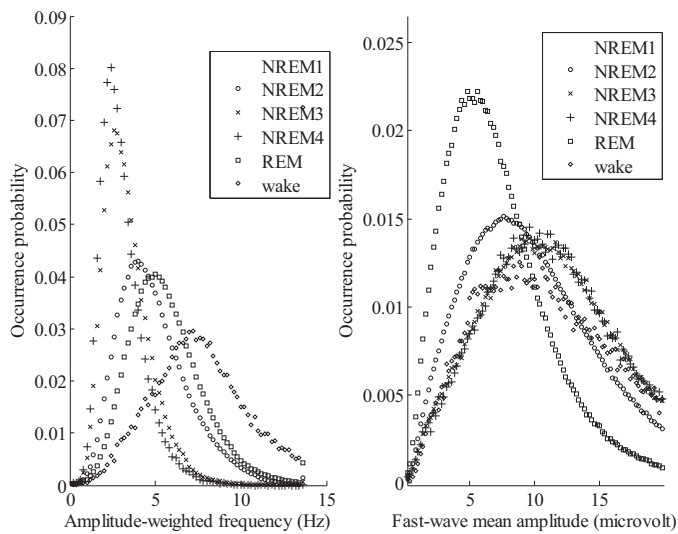 0.09
0.08
0.07
0.06
0.05
0.04
0.03
0.02
0.01
0
Occurrence probability
NREM1
NREM2
NREM3
NREM4
REM
wake
0
5
10
15
Amplitude-weighted frequency (Hz)
0.025
0.02
0.015
0.01
0.005
0
Occurrence probability
NREM1
NREM2
NREM3
NREM4
REM
wake
5
10
15
Fast-wave mean amplitude (microvolt)